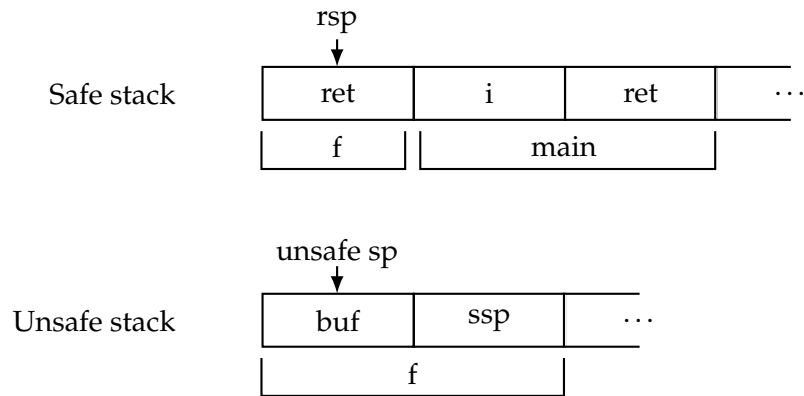 rsp
Safe stack ret i ret ...
f main
unsafe sp
Unsafe stack buf ssp ...
f